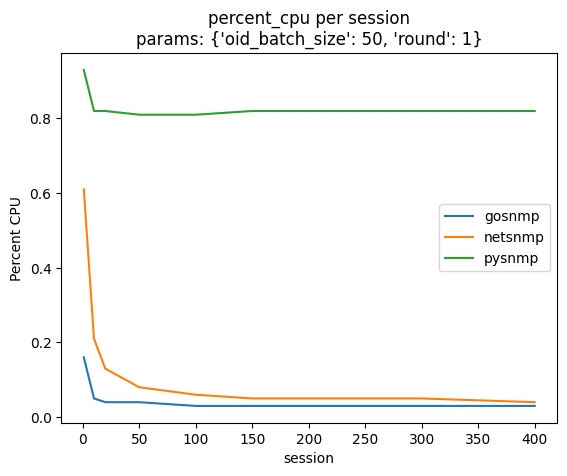 percent_cpu per session
params: {'oid_batch_size': 50, 'round': 1}
Percent CPU
0.8
0.6
0.4
0.2
0.0
gosnmp
netsnmp
pysnmp
0 50 100 150 200 250 300 350 400
session